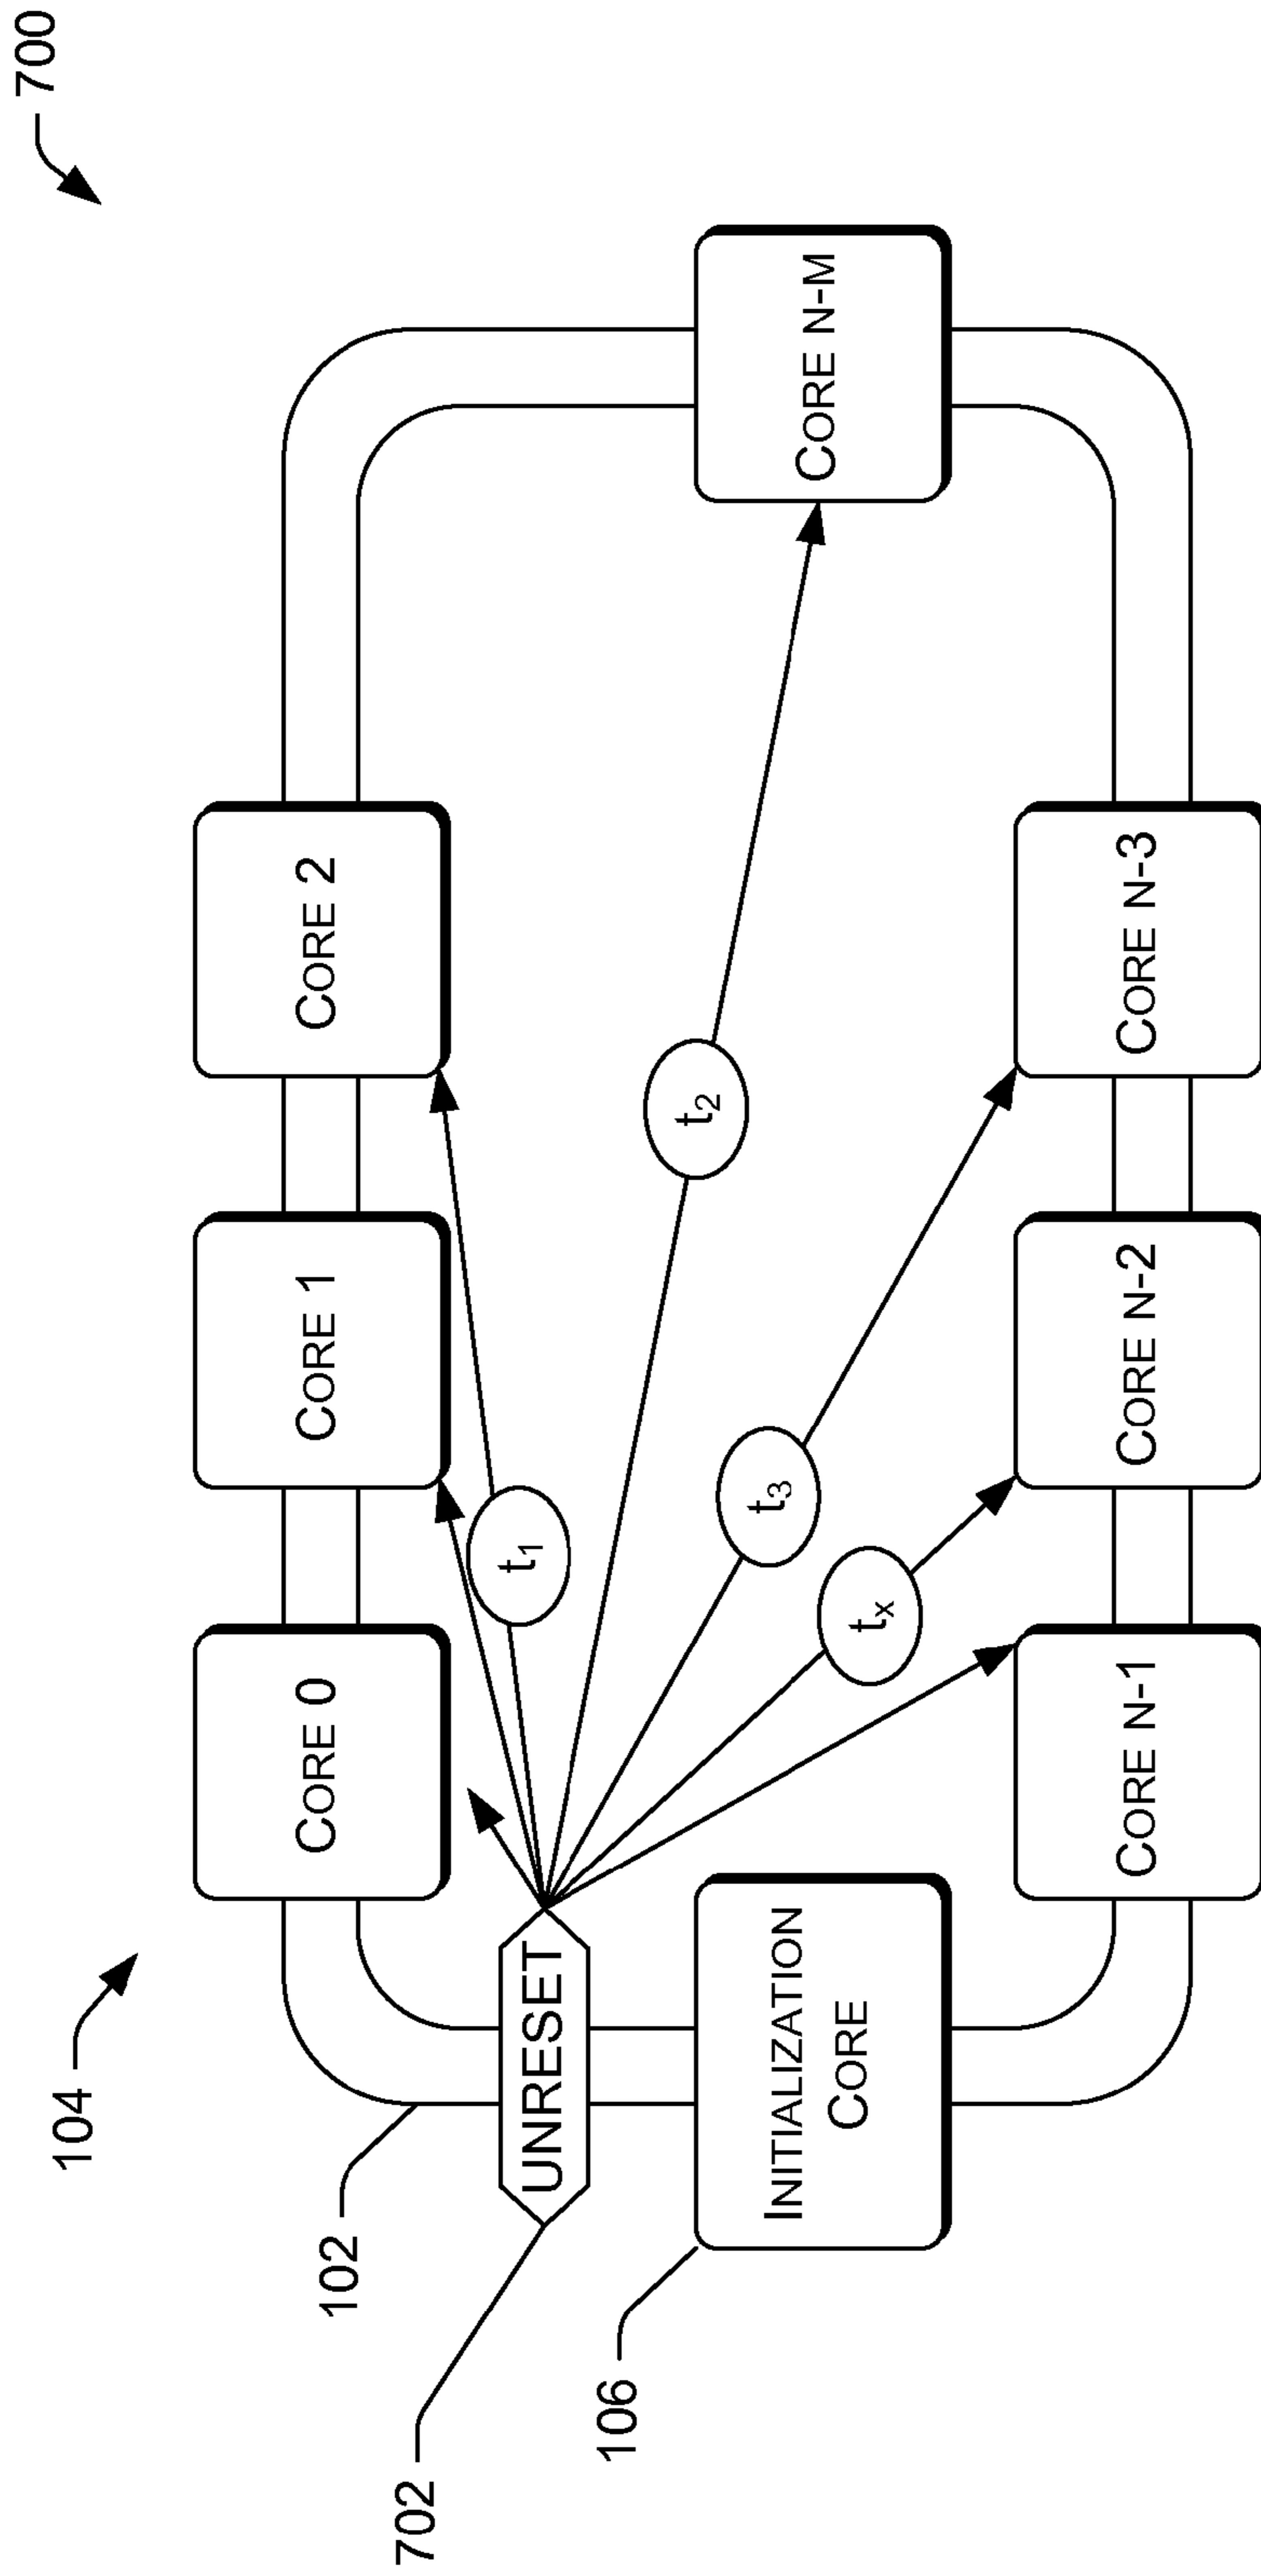 700
104
CORE 0
CORE 1
CORE 2
102
UNRESET
702
t1
t2
106
INITIALIZATION
CORE
CORE N-M
t3
tx
CORE N-1
CORE N-2
CORE N-3